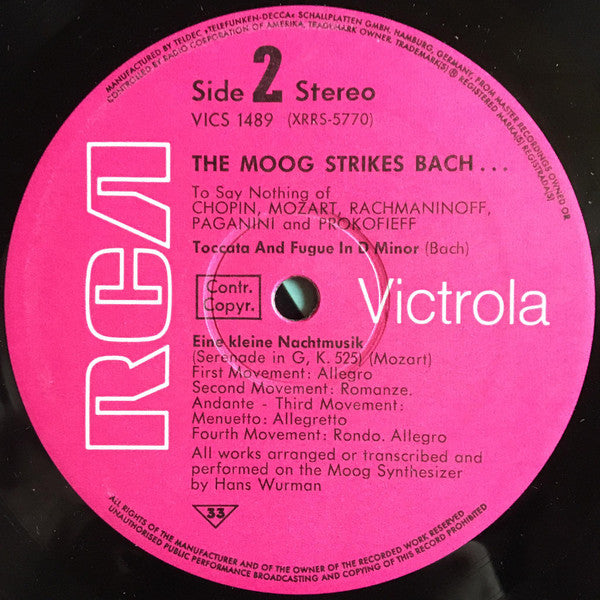 MANUFACTURED BY TELDEC »TELEFUNKEN-DECCA« SCHALLPLATTEN GMBH, HAMBURG, GERMANY, FROM MASTER RECORDINGS OWNED OR
CONTROLLED BY RADIO CORPORATION OF AMERIKA, TRADEMARK OWNER, TRADEMARK(S) ® REGISTERED MARKA(S) REGISTRADA(S)
Side 2 Stereo
VICS 1489 (XRRS-5770)
THE MOOG STRIKES BACH . . .
To Say Nothing of
CHOPIN, MOZART, RACHMANINOFF,
PAGANINI and PROKOFIEFF
Toccata And Fugue In D Minor (Bach)
Contr.
Copyr.
RCA
Victrola
Eine kleine Nachtmusik
(Serenade in G, K. 525) (Mozart)
First Movement: Allegro
Second Movement: Romanze.
Andante - Third Movement:
Menuetto: Allegretto
Fourth Movement: Rondo. Allegro
All works arranged or transcribed and
performed on the Moog Synthesizer
by Hans Wurman
33
ALL RIGHTS OF THE MANUFACTURER AND OF THE OWNER OF THE RECORDED WORK RESERVED
UNAUTHORISED PUBLIC PERFORMANCE BROADCASTING AND COPYING OF THIS RECORD PROHIBITED